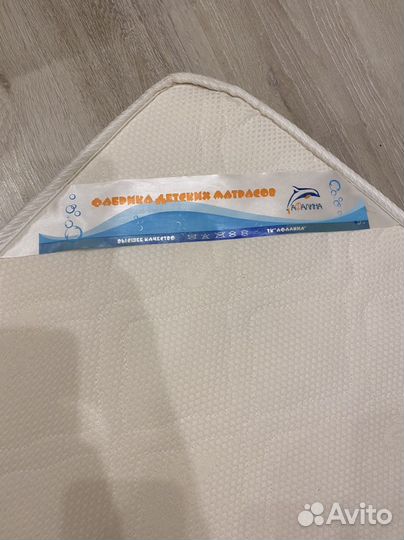 ФАБРИКА ДЕТСКИХ МАТРАСОВ
АФАЛИНА
ВЫСШЕЕ КАЧЕСТВО
ТК "АФАЛИНА"
Avito